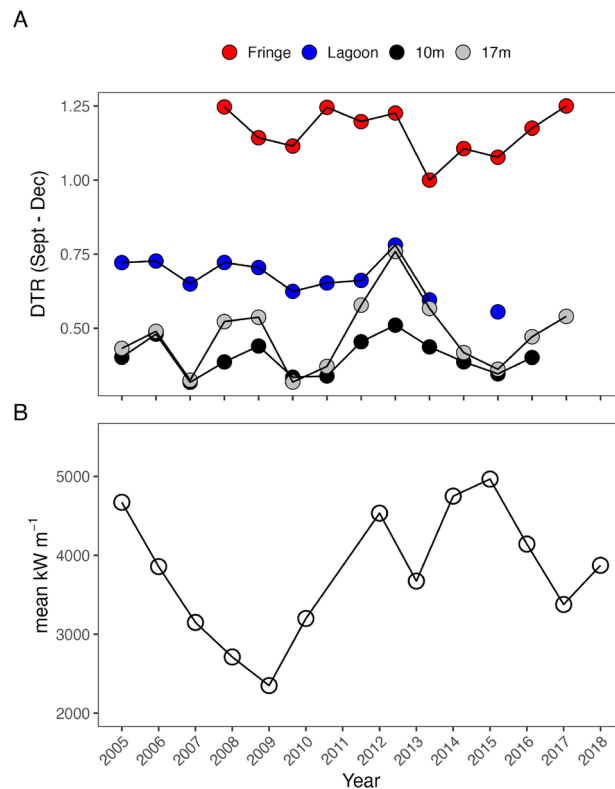 A
Fringe Lagoon 10m 17m
1.25
1.00
0.75
0.50
DTR (Sept - Dec)
B
5000
4000
3000
2000
mean kW m⁻¹
2005 2006 2007 2008 2009 2010 2011 2012 2013 2014 2015 2016 2017 2018
Year